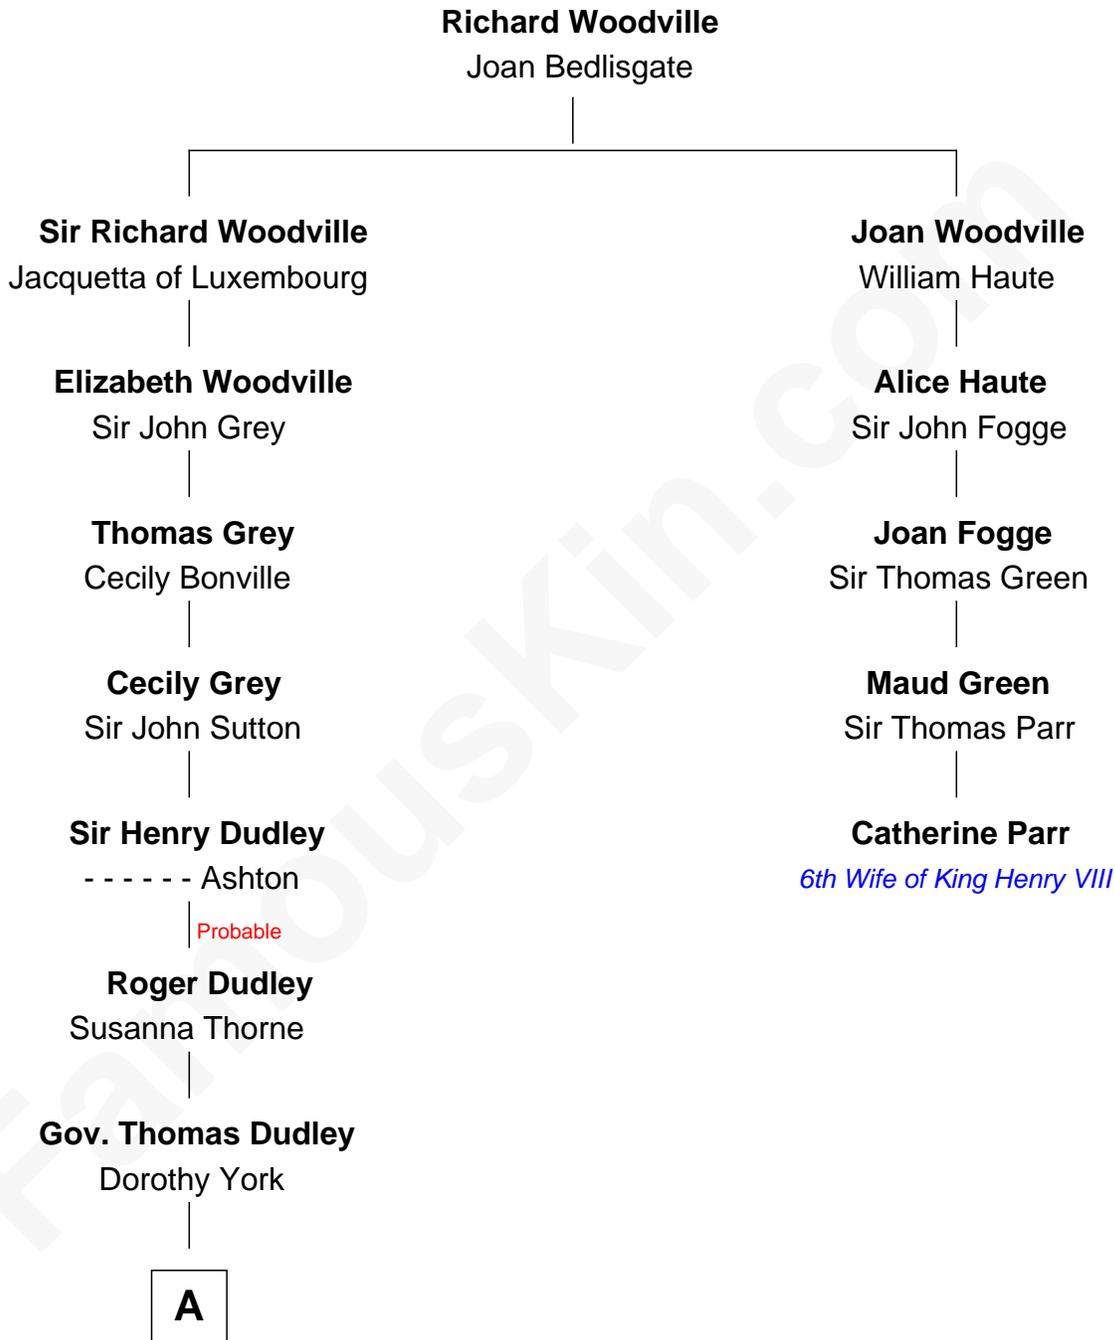 Richard Woodville
Joan Bedlisgate
Sir Richard Woodville
Jacquetta of Luxembourg
Elizabeth Woodville
Sir John Grey
Thomas Grey
Cecily Bonville
Cecily Grey
Sir John Sutton
Sir Henry Dudley
- - - - - - Ashton
Probable
Roger Dudley
Susanna Thorne
Gov. Thomas Dudley
Dorothy York
A
Joan Woodville
William Haute
Alice Haute
Sir John Fogge
Joan Fogge
Sir Thomas Green
Maud Green
Sir Thomas Parr
Catherine Parr
6th Wife of King Henry VIII
FamousKin.com